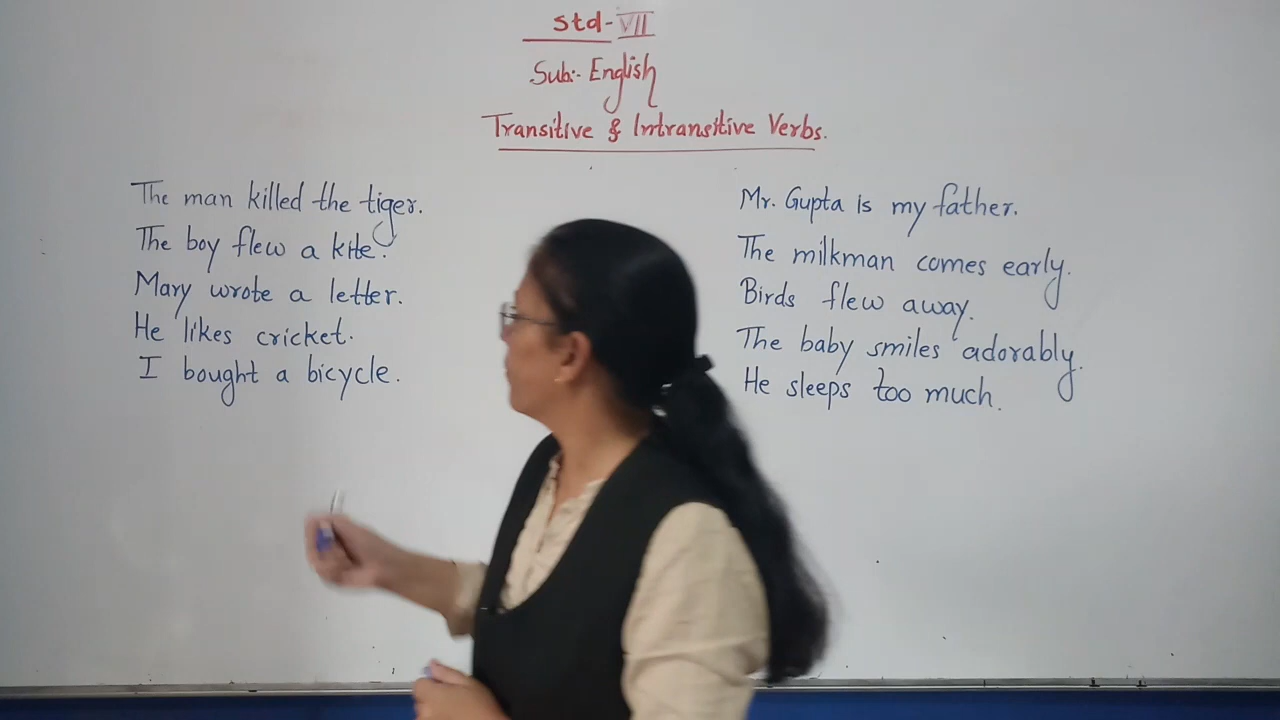 Std-VII
Sub:- English
Transitive & Intransitive Verbs.
The man killed the tiger.
The boy flew a kite.
Mary wrote a letter.
He likes cricket.
I bought a bicycle.
Mr. Gupta is my father.
The milkman comes early.
Birds flew away.
The baby smiles adorably.
He sleeps too much.